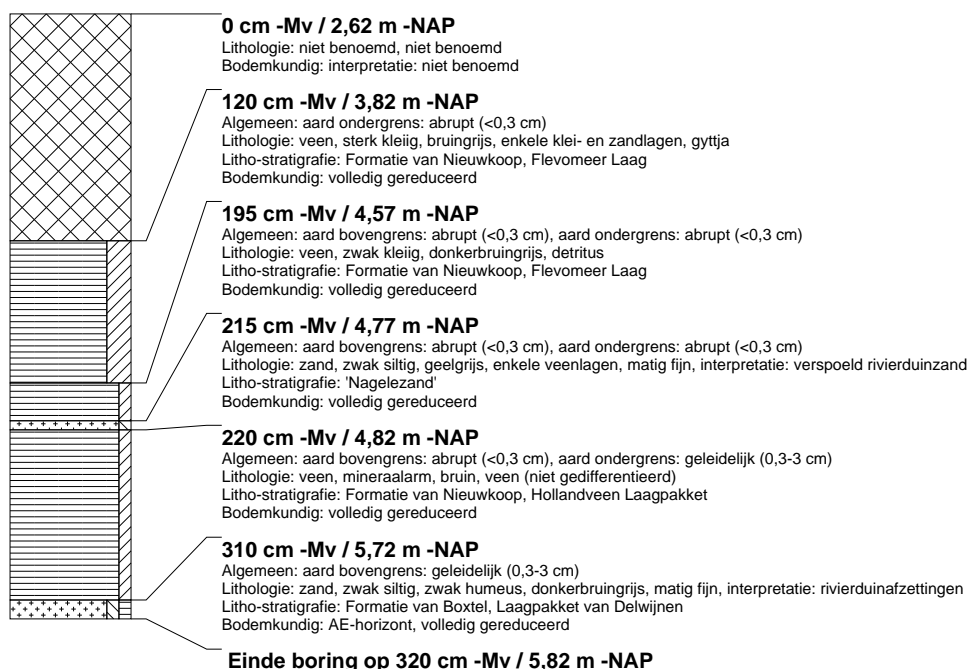 0 cm -Mv / 2,62 m -NAP
Lithologie: niet benoemd, niet benoemd
Bodemkundig: interpretatie: niet benoemd
120 cm -Mv / 3,82 m -NAP
Algemeen: aard ondergrens: abrupt (<0,3 cm)
Lithologie: veen, sterk kleiig, bruingrijs, enkele klei- en zandlagen, gyttja
Litho-stratigrafie: Formatie van Nieuwkoop, Flevomeer Laag
Bodemkundig: volledig gereduceerd
195 cm -Mv / 4,57 m -NAP
Algemeen: aard bovengrens: abrupt (<0,3 cm), aard ondergrens: abrupt (<0,3 cm)
Lithologie: veen, zwak kleiig, donkerbruingrijs, detritus
Litho-stratigrafie: Formatie van Nieuwkoop, Flevomeer Laag
Bodemkundig: volledig gereduceerd
215 cm -Mv / 4,77 m -NAP
Algemeen: aard bovengrens: abrupt (<0,3 cm), aard ondergrens: abrupt (<0,3 cm)
Lithologie: zand, zwak siltig, geelgrijs, enkele veenlagen, matig fijn, interpretatie: verspoeld rivierduinzand
Litho-stratigrafie: 'Nagelezand'
Bodemkundig: volledig gereduceerd
220 cm -Mv / 4,82 m -NAP
Algemeen: aard bovengrens: abrupt (<0,3 cm), aard ondergrens: geleidelijk (0,3-3 cm)
Lithologie: veen, mineraalarm, bruin, veen (niet gedifferentieerd)
Litho-stratigrafie: Formatie van Nieuwkoop, Hollandveen Laagpakket
Bodemkundig: volledig gereduceerd
310 cm -Mv / 5,72 m -NAP
Algemeen: aard bovengrens: geleidelijk (0,3-3 cm)
Lithologie: zand, zwak siltig, zwak humeus, donkerbruingrijs, matig fijn, interpretatie: rivierduinafzettingen
Litho-stratigrafie: Formatie van Boxtel, Laagpakket van Delwijnen
Bodemkundig: AE-horizont, volledig gereduceerd
Einde boring op 320 cm -Mv / 5,82 m -NAP